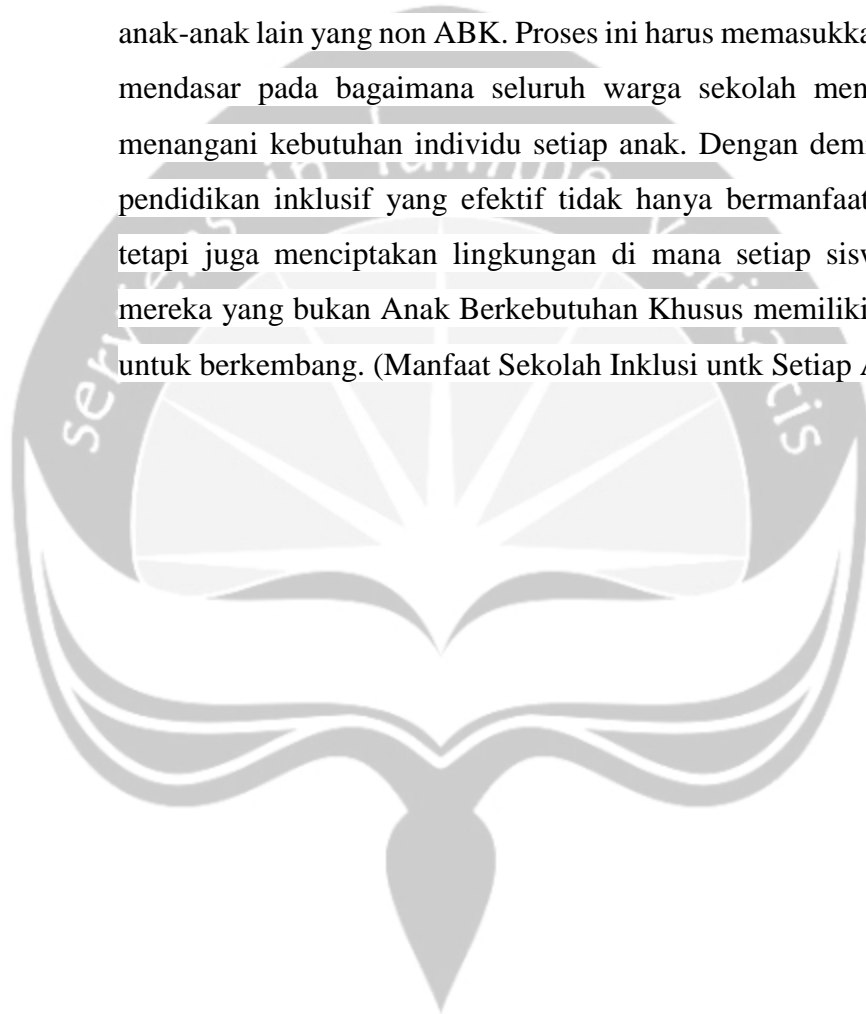 anak-anak lain yang non ABK. Proses ini harus memasukka
mendasar pada bagaimana seluruh warga sekolah men
menangani kebutuhan individu setiap anak. Dengan dem
pendidikan inklusif yang efektif tidak hanya bermanfaat
tetapi juga menciptakan lingkungan di mana setiap sis
mereka yang bukan Anak Berkebutuhan Khusus memiliki
untuk berkembang. (Manfaat Sekolah Inklusi untk Setiap